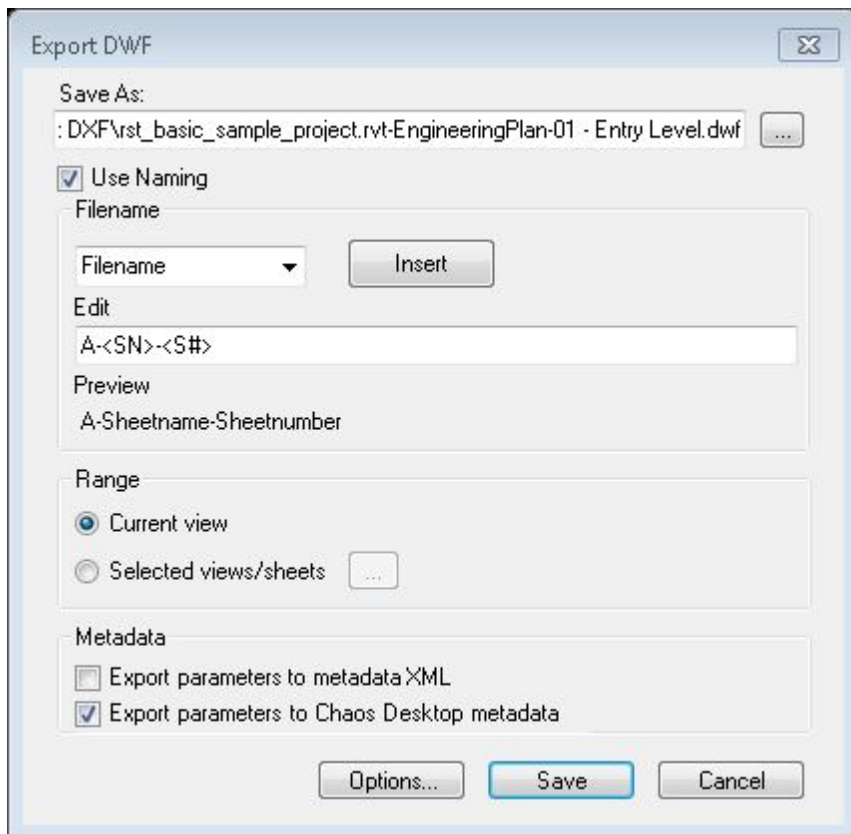 Export DWF
Save As:
: DXF\rst_basic_sample_project.rvt-EngineeringPlan-01 - Entry Level.dwf
...
Use Naming
Filename
Filename
Insert
Edit
A-<SN>-<S#>
Preview
A-Sheetname-Sheetnumber
Range
Current view
Selected views/sheets
...
Metadata
Export parameters to metadata XML
Export parameters to Chaos Desktop metadata
Options...
Save
Cancel